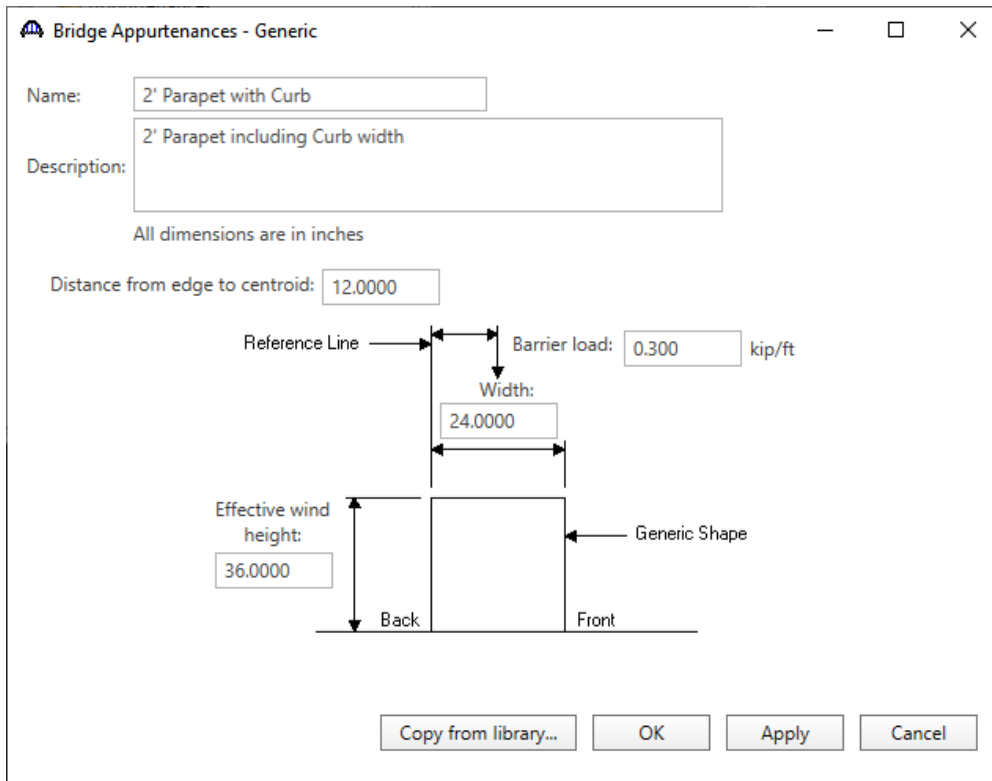 Bridge Appurtenances - Generic
Name:
2' Parapet with Curb
Description:
2' Parapet including Curb width
All dimensions are in inches
Distance from edge to centroid: 12.0000
Reference Line
Barrier load: 0.300 kip/ft
Width:
24.0000
Effective wind
height:
36.0000
Generic Shape
Back
Front
Copy from library...
OK
Apply
Cancel